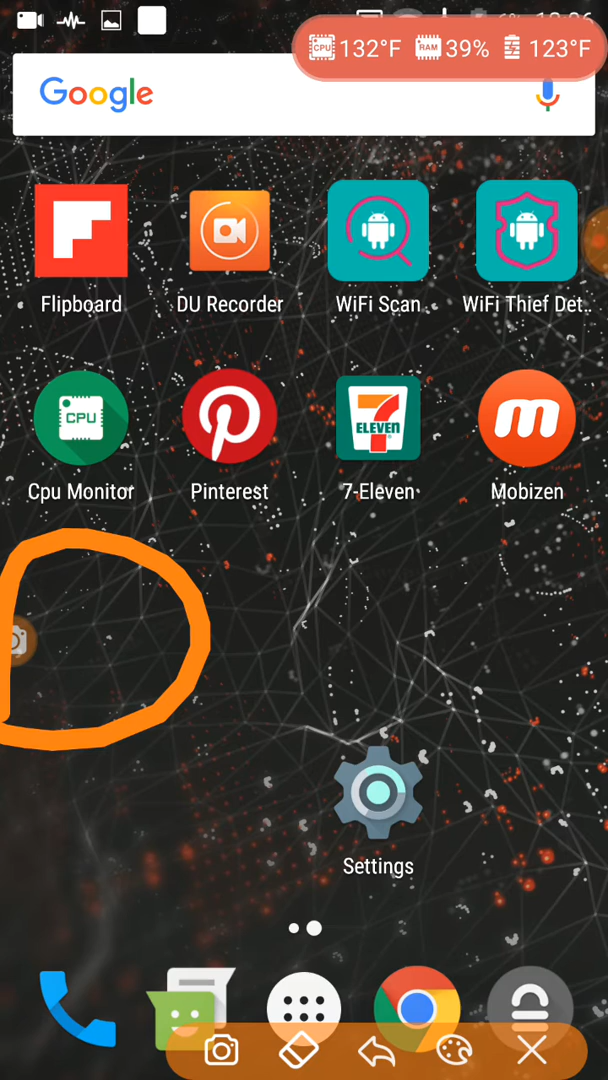 CPU 132°F RAM 39% 123°F
Google
Flipboard DU Recorder WiFi Scan WiFi Thief Det..
CPU
7 ELEVEN
Cpu Monitor Pinterest 7-Eleven Mobizen
Settings